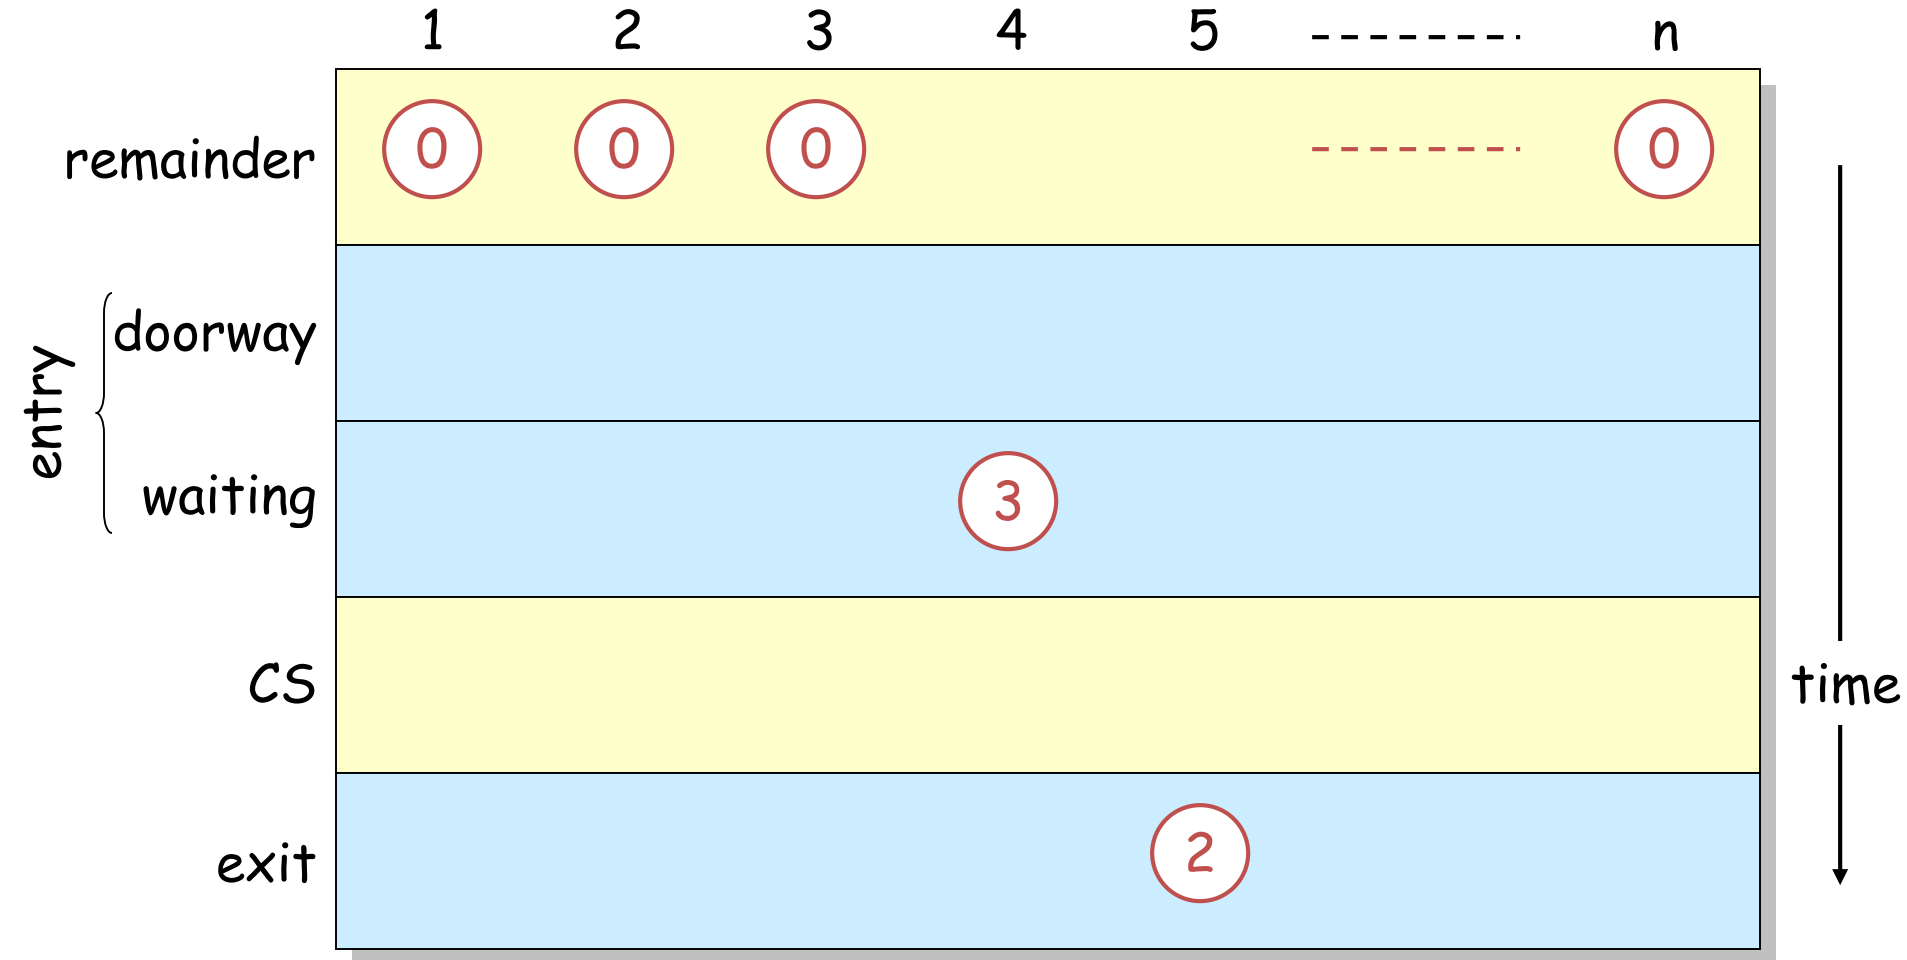 1 2 3 4 5 n
remainder 0 0 0 0
entry
doorway
waiting 3
CS
time
exit 2